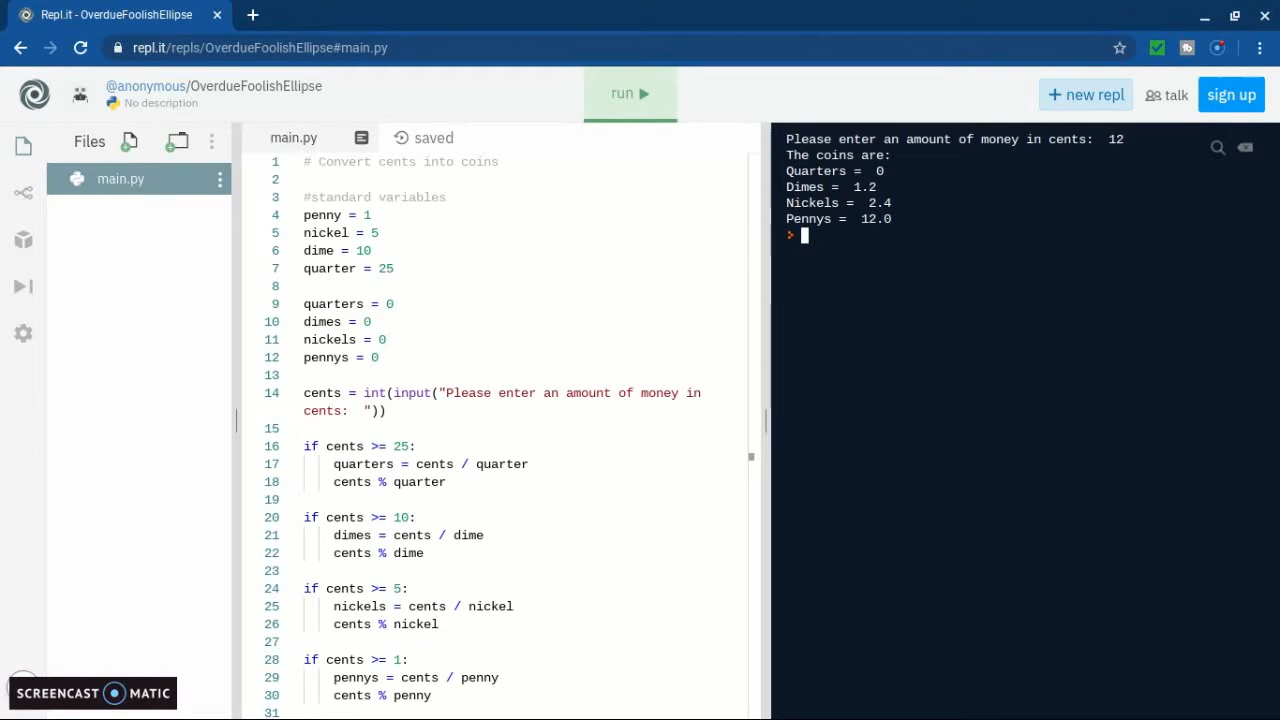 Repl.it - OverdueFoolishEllipse
repl.it/repls/OverdueFoolishEllipse#main.py
@anonymous/OverdueFoolishEllipse
No description
run
+ new repl
talk
sign up
Files
main.py
main.py
saved
1 # Convert cents into coins
2
3 #standard variables
4 penny = 1
5 nickel = 5
6 dime = 10
7 quarter = 25
8
9 quarters = 0
10 dimes = 0
11 nickels = 0
12 pennys = 0
13
14 cents = int(input("Please enter an amount of money in
cents:  "))
15
16 if cents >= 25:
17     quarters = cents / quarter
18     cents % quarter
19
20 if cents >= 10:
21     dimes = cents / dime
22     cents % dime
23
24 if cents >= 5:
25     nickels = cents / nickel
26     cents % nickel
27
28 if cents >= 1:
29     pennys = cents / penny
30     cents % penny
31
Please enter an amount of money in cents:  12
The coins are:
Quarters =  0
Dimes =  1.2
Nickels =  2.4
Pennys =  12.0
>
SCREENCAST MATIC